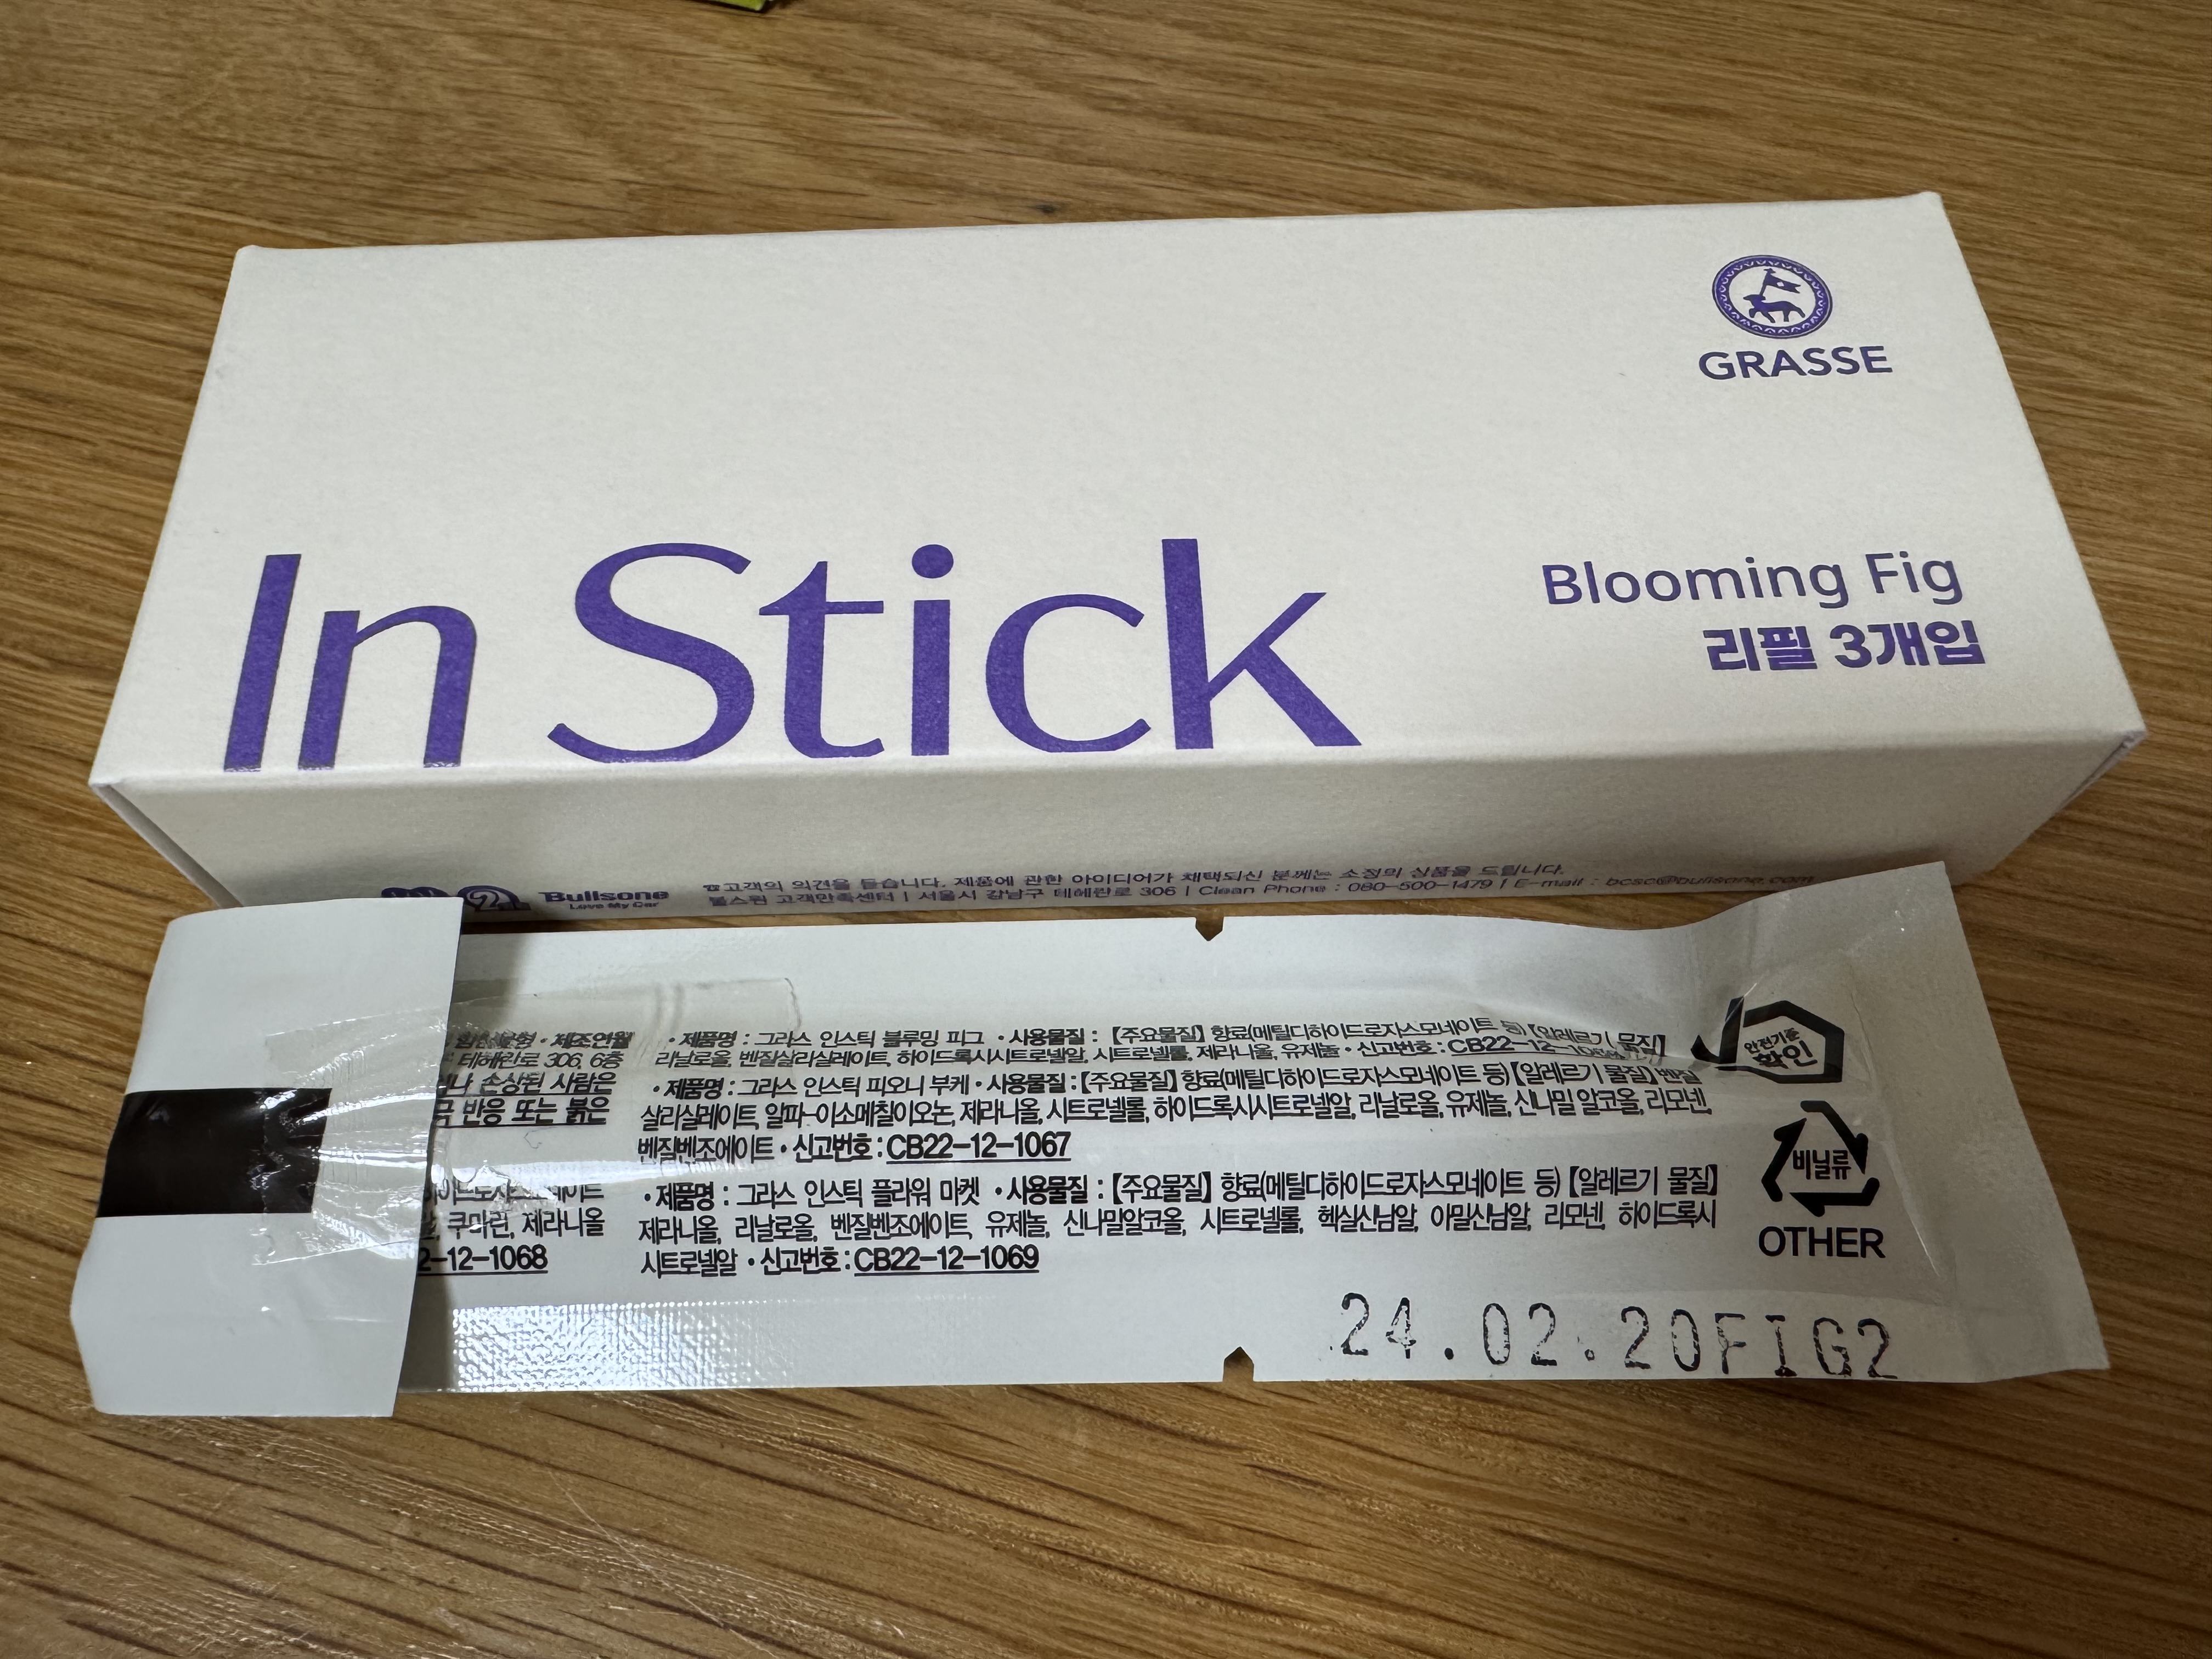 GRASSE
In Stick
Blooming Fig
리필 3개입
Bullsone
Love My Car
☎고객의 의견을 듣습니다. 제품에 관한 아이디어가 채택되신 분께는 소정의 상품을 드립니다.
불스원 고객만족센터 | 서울시 강남구 테헤란로 306 | Clean Phone : 080-500-1479 | E-mail : bcsc@bullsone.com
• 제조연월
테헤란로 306, 6층
손상된 사람은
반응 또는 붉은
쿠마린, 제라니올
2-12-1068
• 제품명 : 그라스 인스틱 블루밍 피그 • 사용물질 : 【주요물질】 향료(메틸디하이드로자스모네이트 등)【알레르기 물질】
리날로올, 벤질살리실레이트, 하이드록시시트로넬알, 시트로넬롤, 제라니올, 유제놀 • 신고번호 : CB22-12-
• 제품명 : 그라스 인스틱 피오니 부케 • 사용물질 : 【주요물질】 향료(메틸디하이드로자스모네이트 등)【알레르기 물질】 벤질
살리실레이트, 알파-이소메칠이오논, 제라니올, 시트로넬롤, 하이드록시시트로넬알, 리날로올, 유제놀, 신나밀 알코올, 리모넨,
벤질벤조에이트 • 신고번호 : CB22-12-1067
• 제품명 : 그라스 인스틱 플라워 마켓 • 사용물질 : 【주요물질】 향료(메틸디하이드로자스모네이트 등)【알레르기 물질】
제라니올, 리날로올, 벤질벤조에이트, 유제놀, 신나밀알코올, 시트로넬롤, 헥실신남알, 아밀신남알, 리모넨, 하이드록시
시트로넬알 • 신고번호 : CB22-12-1069
안전기준
확인
비닐류
OTHER
24.02.20FIG2